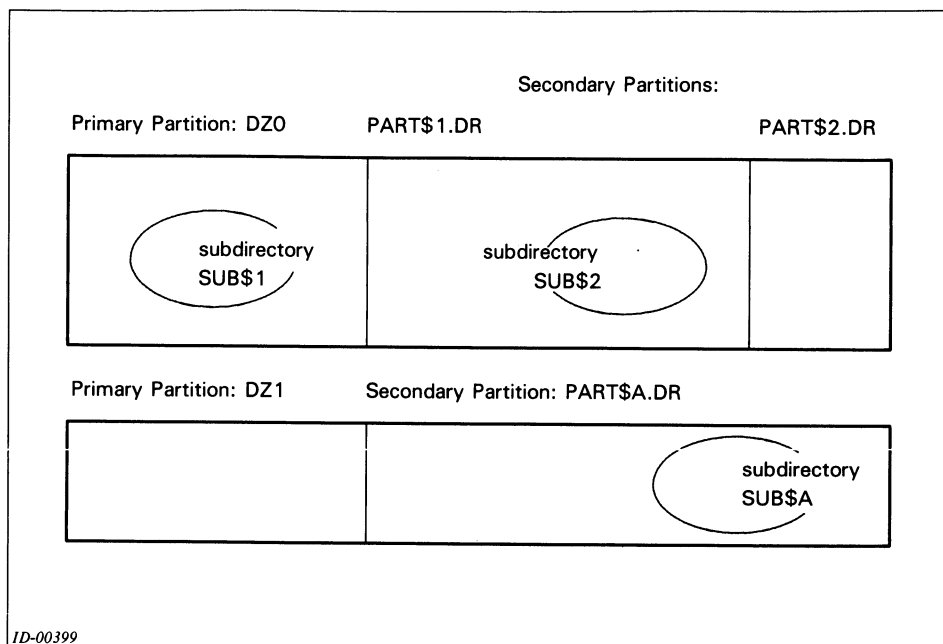 Secondary Partitions:
Primary Partition: DZ0 PART$1.DR PART$2.DR
subdirectory
SUB$1
subdirectory
SUB$2
Primary Partition: DZ1 Secondary Partition: PART$A.DR
subdirectory
SUB$A
ID-00399